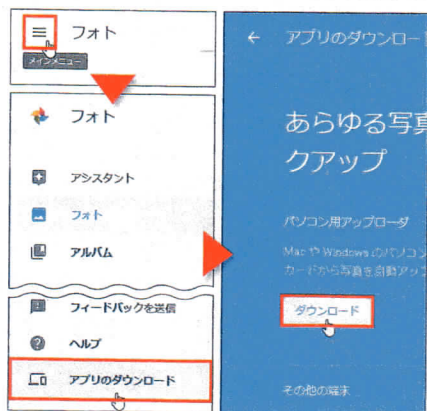 フォト
メインメニュー
フォト
アシスタント
フォト
アルバム
フィードバックを送信
ヘルプ
アプリのダウンロード
アプリのダウンロー
あらゆる写真
クアップ
パソコン用アップローダ
Mac や Windows のパソコン
カードから写真を自動アップ
ダウンロード
その他の端末